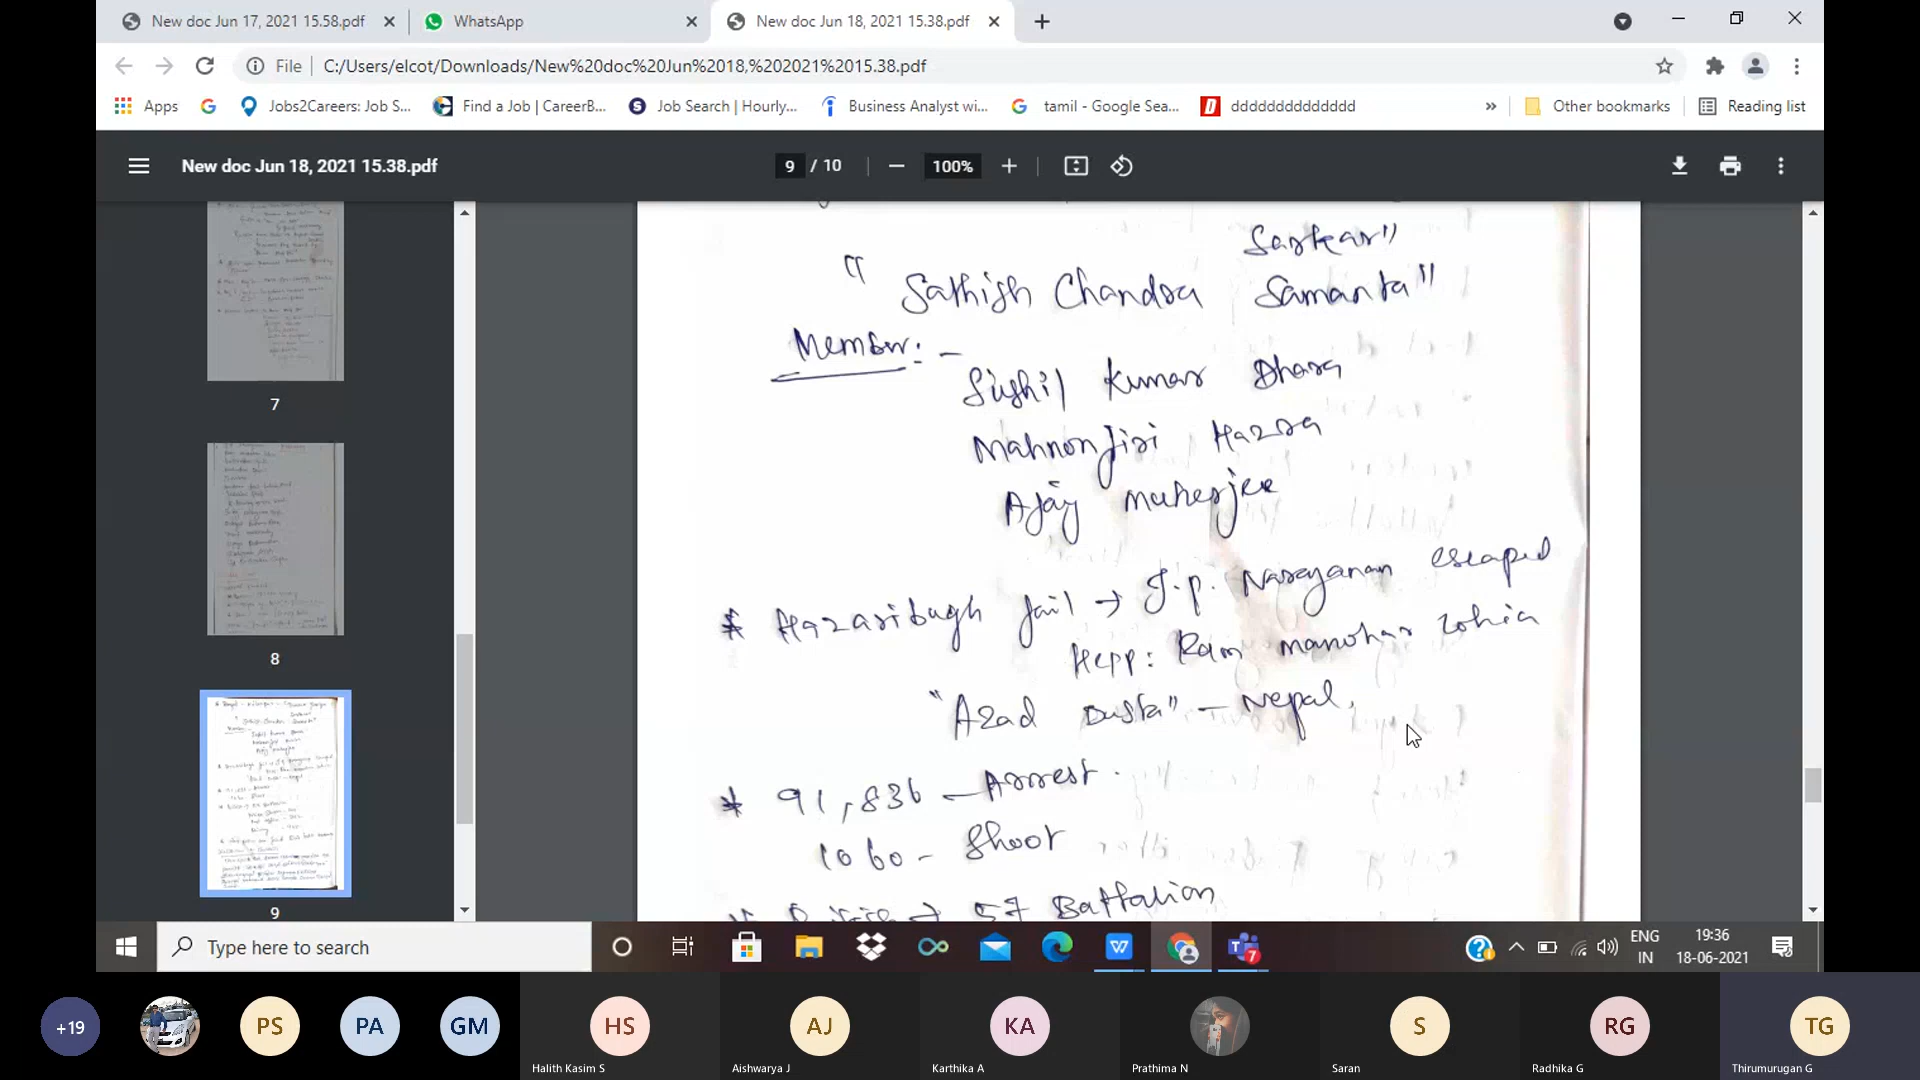 New doc Jun 17, 2021 15.58.pdf
WhatsApp
New doc Jun 18, 2021 15.38.pdf
File
C:/Users/elcot/Downloads/New%20doc%20Jun%2018,%202021%2015.38.pdf
Apps
Jobs2Careers: Job S...
Find a Job | CareerB...
Job Search | Hourly,...
Business Analyst wi...
tamil - Google Sea...
dddddddddddddd
»
Other bookmarks
Reading list
New doc Jun 18, 2021 15.38.pdf
9 / 10
100%
7
8
9
Sarkar"
" Sathish Chandra Samanta"
Member: -
Sushil Kumar Dhara
Mahnongiri Hazra
Ajay Mukerjee
* Hazaribagh Jail → J.P. Narayanan escaped
Hepp: Ram manohar Lohia
"Azad Dusta" - Nepal.
* 91,836 - Arrest.
1060 - Shoot
→ 57 Battalion
Type here to search
W
7
ENG
IN
19:36
18-06-2021
+19
PS
PA
GM
HS
Halith Kasim S
AJ
Aishwarya J
KA
Karthika A
Prathima N
S
Saran
RG
Radhika G
TG
Thirumurugan G